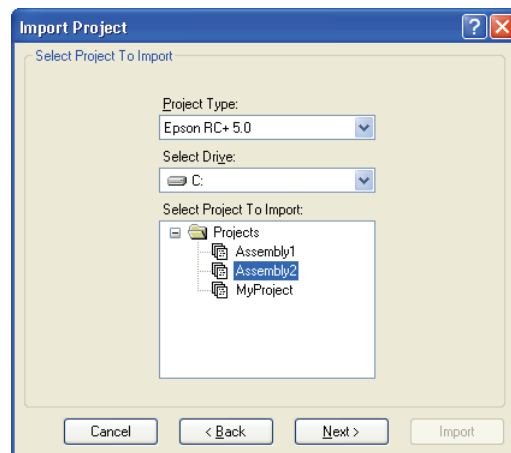 Import Project
Select Project To Import
Project Type:
Epson RC+ 5.0
Select Drive:
C:
Select Project To Import:
Projects
Assembly1
Assembly2
MyProject
Cancel < Back Next > Import